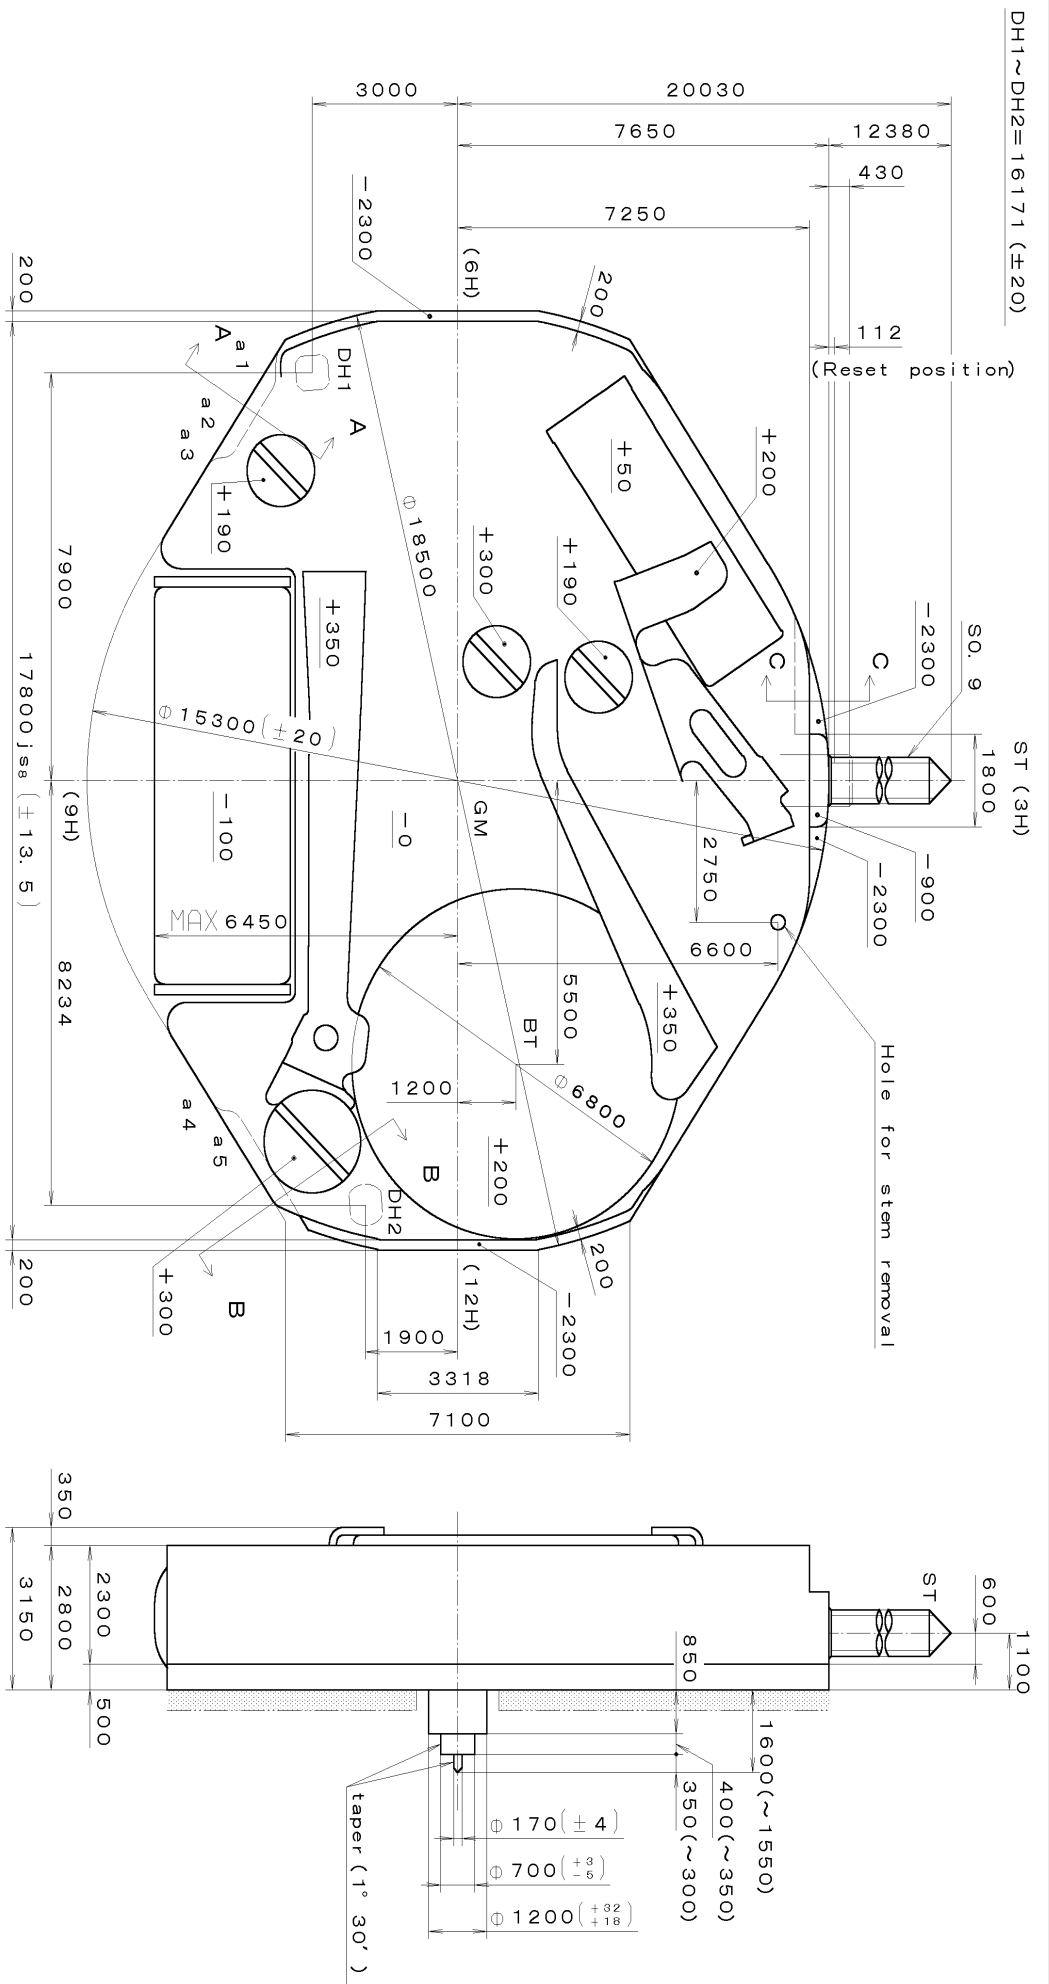 DH1~DH2=16171 (±20)
3000
20030
7650
12380
430
7250
-2300
(6H)
200
200
112
(Reset position)
A
a1
DH1
a2
a3
A
+190
+50
+200
Φ18500
+300
+190
7900
+350
C
C
-2300
S0. 9
ST (3H)
1800
Φ15300(±20)
17800js8 (±13. 5)
(9H)
-100
-0
GM
2750
-900
-2300
MAX 6450
6600
8234
5500
BT
+350
Hole for stem removal
1200
Φ6800
a4
a5
B
+200
DH2
200
200
+300
B
(12H)
-2300
1900
3318
7100
350
3150
2800
2300
500
ST
600
1100
850
1600(~1550)
400(~350)
350(~300)
taper (1° 30′ )
Φ170(±4)
Φ700(+3 -5)
Φ1200(+32 +18)